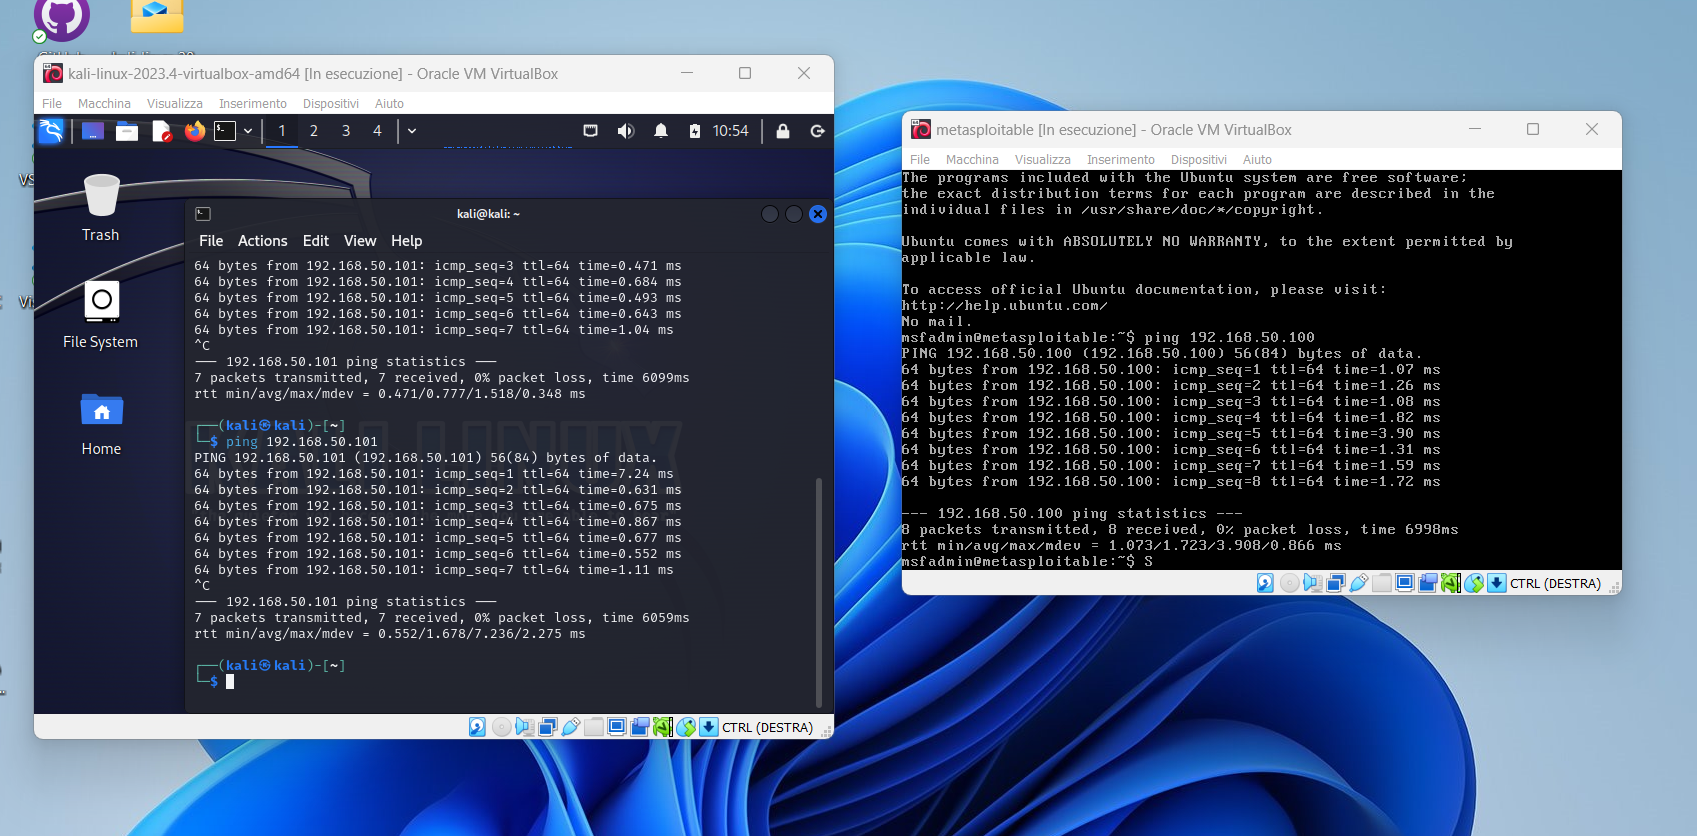 kali-linux-2023.4-virtualbox-amd64 [In esecuzione] - Oracle VM VirtualBox
File Macchina Visualizza Inserimento Dispositivi Aiuto
1 2 3 4 10:54
Trash
File System
Home
kali@kali: ~
File Actions Edit View Help
64 bytes from 192.168.50.101: icmp_seq=3 ttl=64 time=0.471 ms
64 bytes from 192.168.50.101: icmp_seq=4 ttl=64 time=0.684 ms
64 bytes from 192.168.50.101: icmp_seq=5 ttl=64 time=0.493 ms
64 bytes from 192.168.50.101: icmp_seq=6 ttl=64 time=0.643 ms
64 bytes from 192.168.50.101: icmp_seq=7 ttl=64 time=1.04 ms
^C
--- 192.168.50.101 ping statistics ---
7 packets transmitted, 7 received, 0% packet loss, time 6099ms
rtt min/avg/max/mdev = 0.471/0.777/1.518/0.348 ms
┌──(kali㉿kali)-[~]
└─$ ping 192.168.50.101
PING 192.168.50.101 (192.168.50.101) 56(84) bytes of data.
64 bytes from 192.168.50.101: icmp_seq=1 ttl=64 time=7.24 ms
64 bytes from 192.168.50.101: icmp_seq=2 ttl=64 time=0.631 ms
64 bytes from 192.168.50.101: icmp_seq=3 ttl=64 time=0.675 ms
64 bytes from 192.168.50.101: icmp_seq=4 ttl=64 time=0.867 ms
64 bytes from 192.168.50.101: icmp_seq=5 ttl=64 time=0.677 ms
64 bytes from 192.168.50.101: icmp_seq=6 ttl=64 time=0.552 ms
64 bytes from 192.168.50.101: icmp_seq=7 ttl=64 time=1.11 ms
^C
--- 192.168.50.101 ping statistics ---
7 packets transmitted, 7 received, 0% packet loss, time 6059ms
rtt min/avg/max/mdev = 0.552/1.678/7.236/2.275 ms
┌──(kali㉿kali)-[~]
└─$
CTRL (DESTRA)
metasploitable [In esecuzione] - Oracle VM VirtualBox
File Macchina Visualizza Inserimento Dispositivi Aiuto
The programs included with the Ubuntu system are free software;
the exact distribution terms for each program are described in the
individual files in /usr/share/doc/*/copyright.
Ubuntu comes with ABSOLUTELY NO WARRANTY, to the extent permitted by
applicable law.
To access official Ubuntu documentation, please visit:
http://help.ubuntu.com/
No mail.
msfadmin@metasploitable:~$ ping 192.168.50.100
PING 192.168.50.100 (192.168.50.100) 56(84) bytes of data.
64 bytes from 192.168.50.100: icmp_seq=1 ttl=64 time=1.07 ms
64 bytes from 192.168.50.100: icmp_seq=2 ttl=64 time=1.26 ms
64 bytes from 192.168.50.100: icmp_seq=3 ttl=64 time=1.08 ms
64 bytes from 192.168.50.100: icmp_seq=4 ttl=64 time=1.82 ms
64 bytes from 192.168.50.100: icmp_seq=5 ttl=64 time=3.90 ms
64 bytes from 192.168.50.100: icmp_seq=6 ttl=64 time=1.31 ms
64 bytes from 192.168.50.100: icmp_seq=7 ttl=64 time=1.59 ms
64 bytes from 192.168.50.100: icmp_seq=8 ttl=64 time=1.72 ms
--- 192.168.50.100 ping statistics ---
8 packets transmitted, 8 received, 0% packet loss, time 6998ms
rtt min/avg/max/mdev = 1.073/1.723/3.908/0.866 ms
msfadmin@metasploitable:~$ S
CTRL (DESTRA)